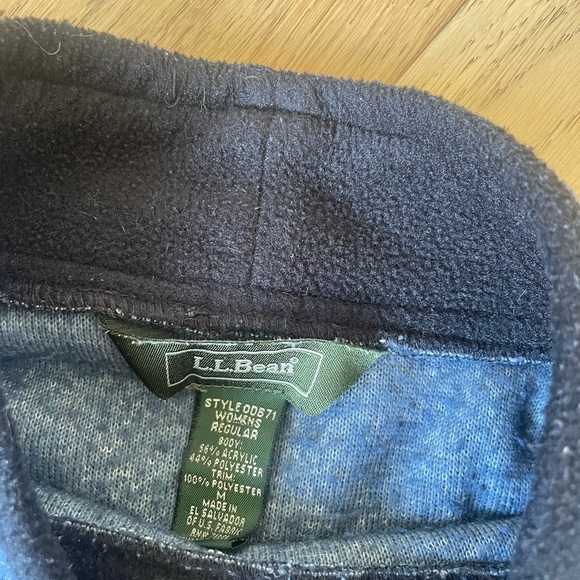 L.L.Bean®
STYLE 0DB71
WOMENS
REGULAR
BODY:
56% ACRYLIC
44% POLYESTER
TRIM:
100% POLYESTER
M
MADE IN
EL SALVADOR
OF U.S. FABRIC